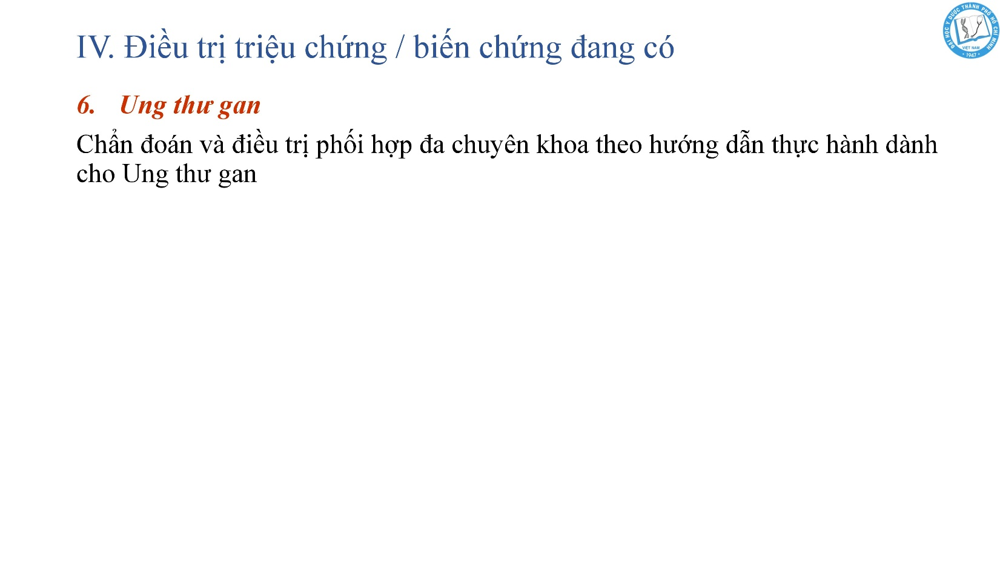 IV. Điều trị triệu chứng / biến chứng đang có
6. Ung thư gan
Chẩn đoán và điều trị phối hợp đa chuyên khoa theo hướng dẫn thực hành dành
cho Ung thư gan
ĐẠI HỌC Y DƯỢC THÀNH PHỐ HỒ CHÍ MINH
VIỆT NAM
1947